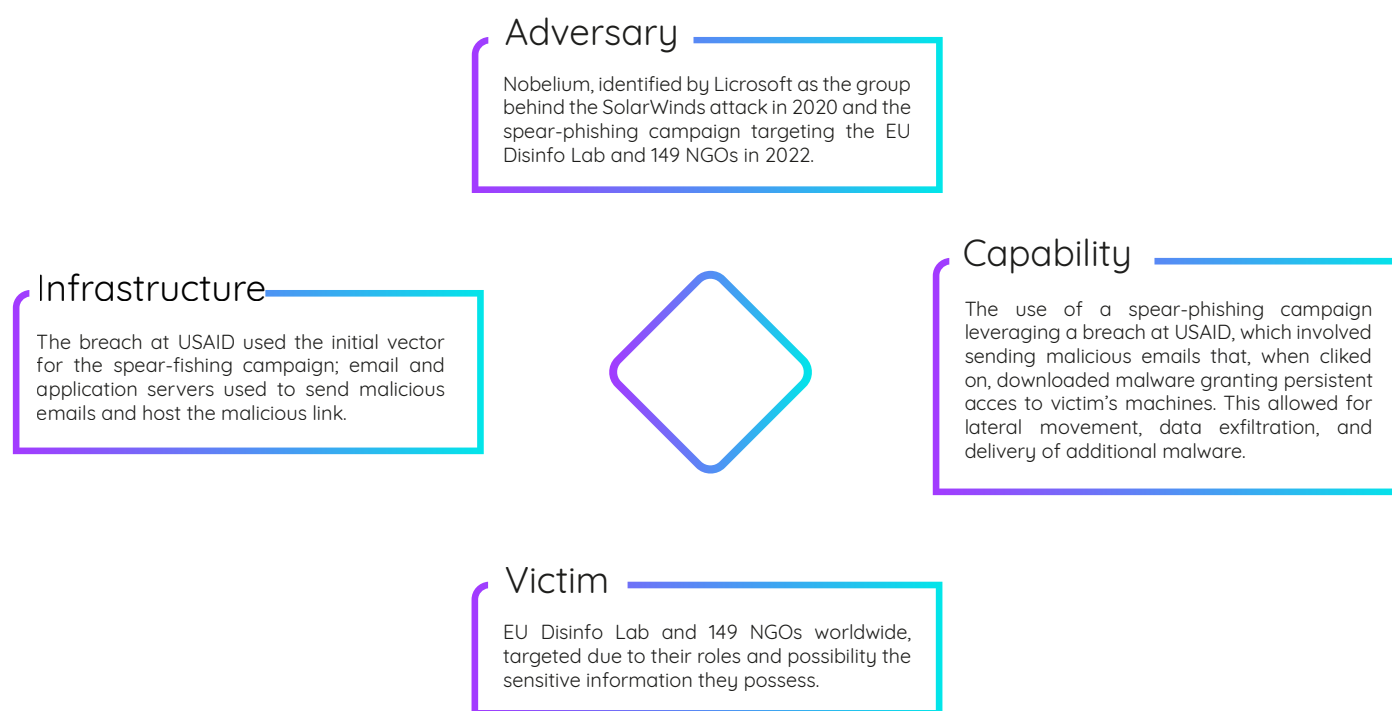 Adversary
Nobelium, identified by Licrosoft as the group
behind the SolarWinds attack in 2020 and the
spear-phishing campaign targeting the EU
Disinfo Lab and 149 NGOs in 2022.
Infrastructure
The breach at USAID used the initial vector
for the spear-fishing campaign; email and
application servers used to send malicious
emails and host the malicious link.
Capability
The use of a spear-phishing campaign
leveraging a breach at USAID, which involved
sending malicious emails that, when cliked
on, downloaded malware granting persistent
acces to victim’s machines. This allowed for
lateral movement, data exfiltration, and
delivery of additional malware.
Victim
EU Disinfo Lab and 149 NGOs worldwide,
targeted due to their roles and possibility the
sensitive information they possess.